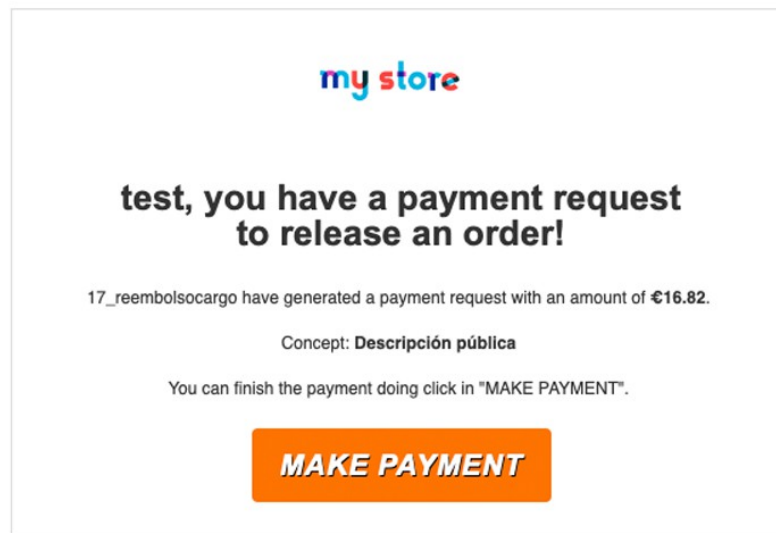 my store
test, you have a payment request
to release an order!
17_reembolsocargo have generated a payment request with an amount of €16.82.
Concept: Descripción pública
You can finish the payment doing click in "MAKE PAYMENT".
MAKE PAYMENT